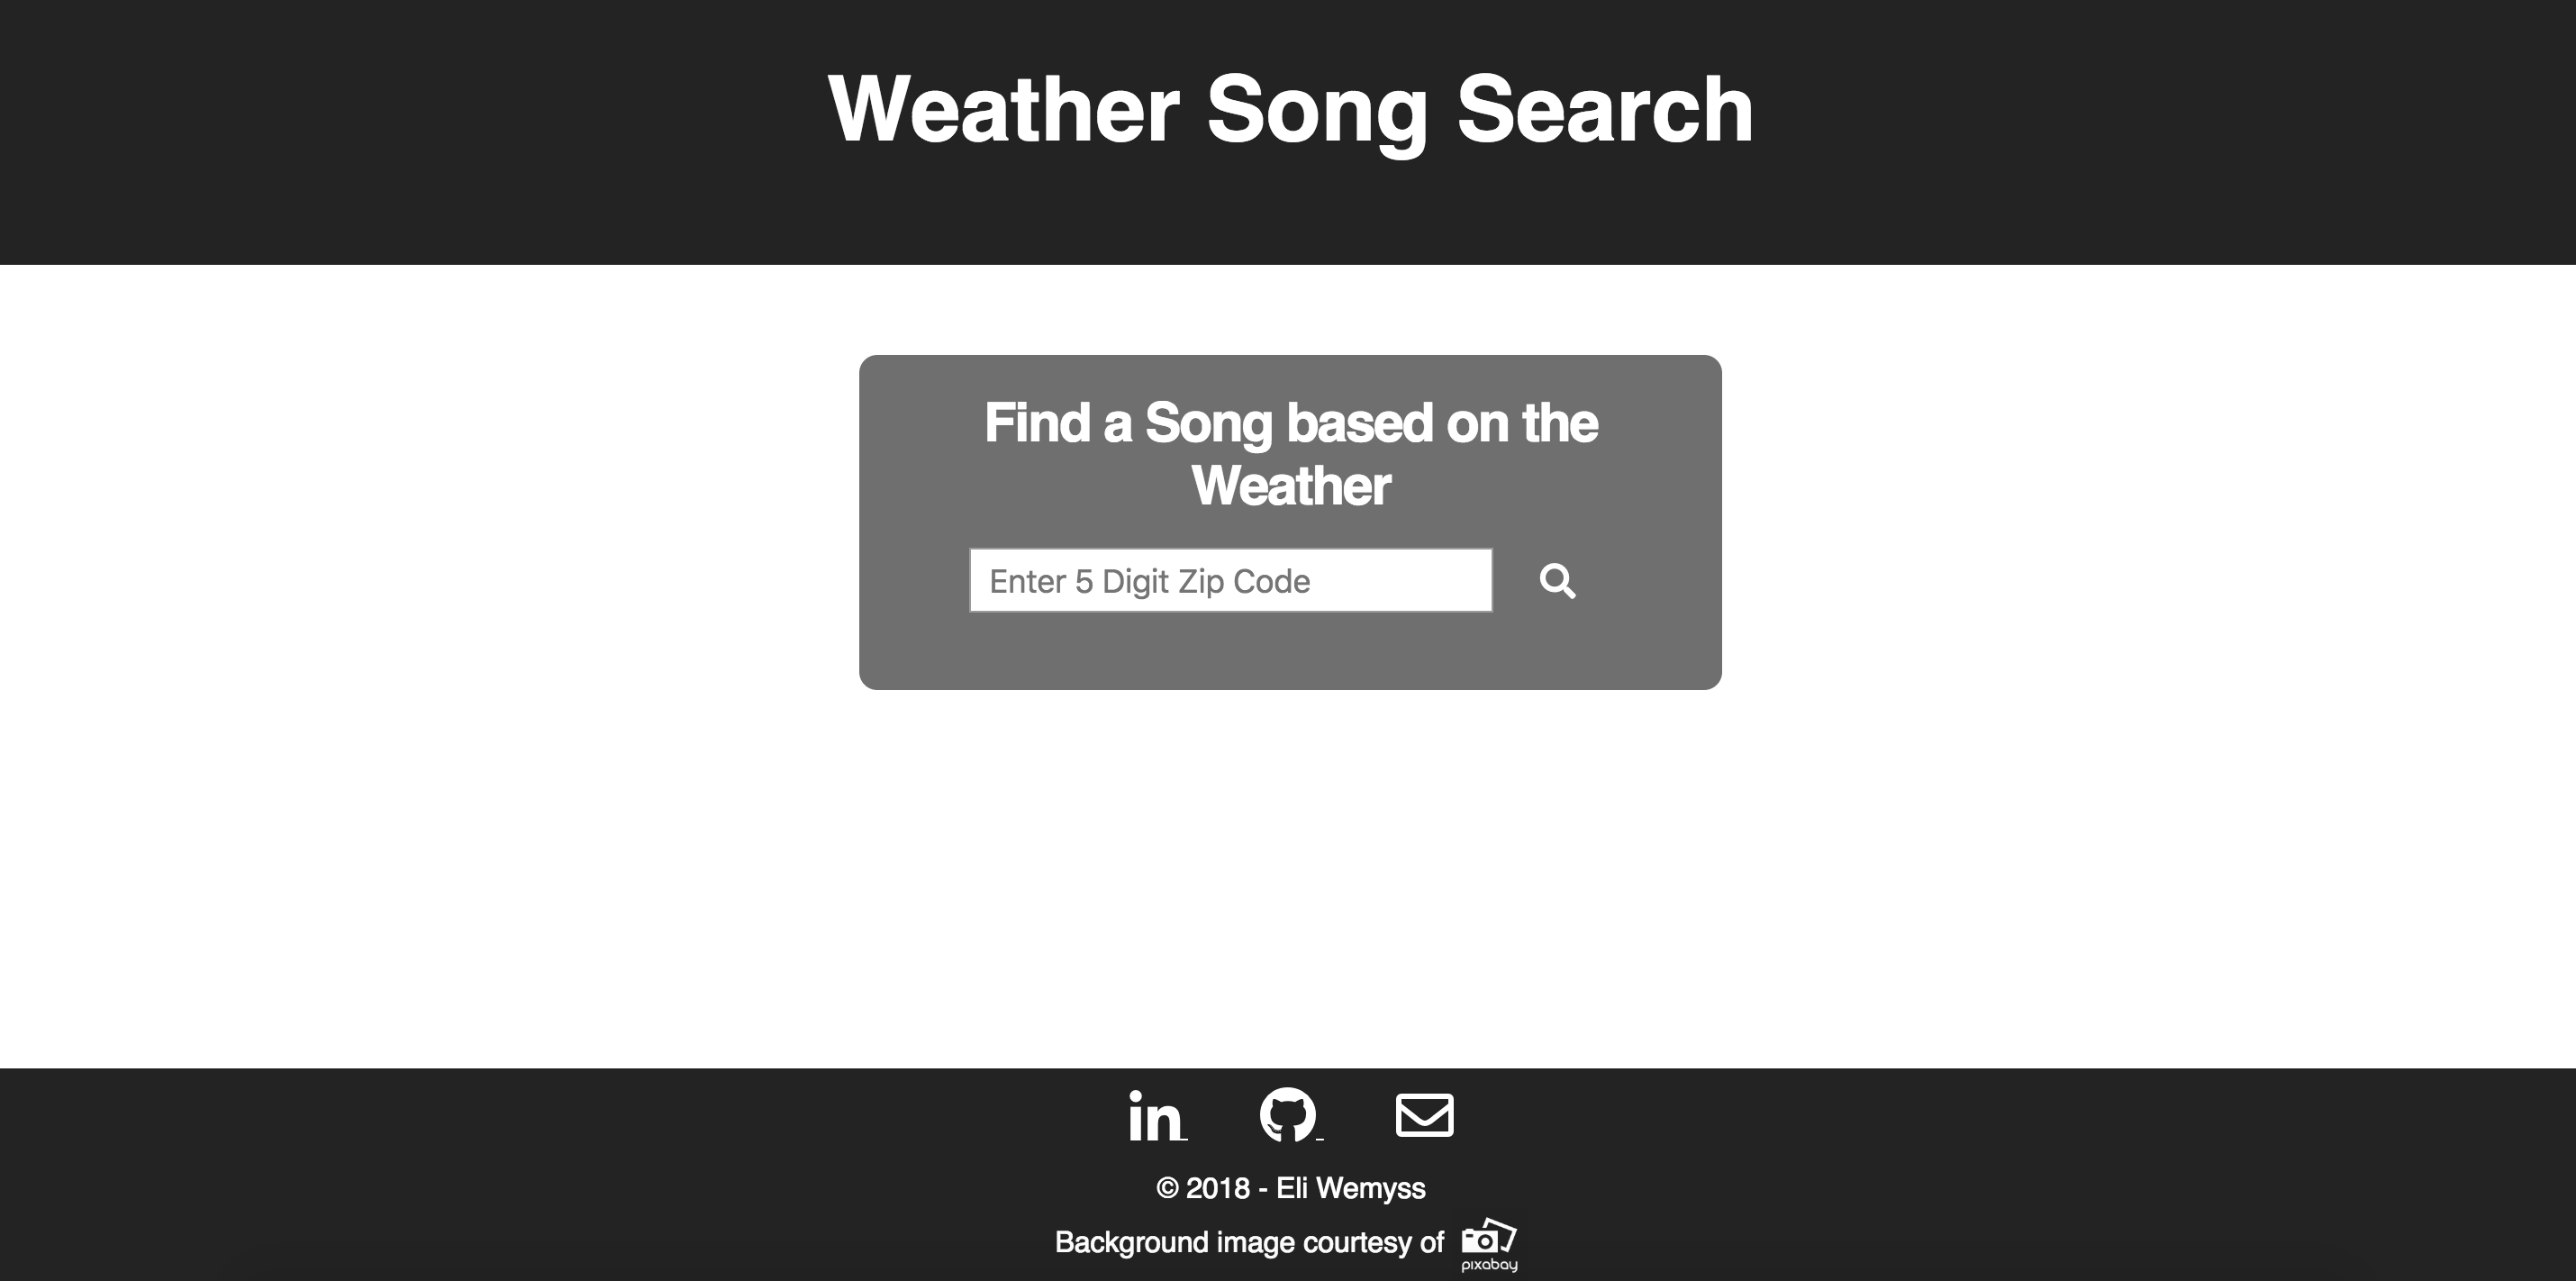 Weather Song Search
Find a Song based on the
Weather
Enter 5 Digit Zip Code
in
© 2018 - Eli Wemyss
Background image courtesy of
pixabay